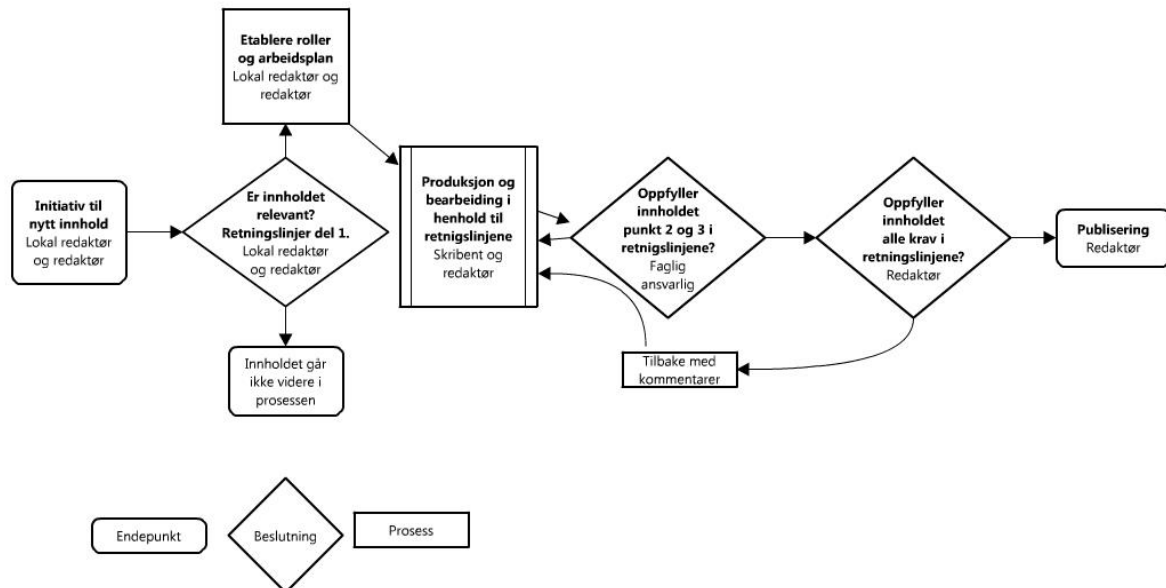 Etablere roller
og arbeidsplan
Lokal redaktør og
redaktør
Initiativ til
nytt innhold
Lokal redaktør
og redaktør
Er innholdet
relevant?
Retningslinjer del 1.
Lokal redaktør
og redaktør
Innholdet går
ikke videre i
prosessen
Produksjon og
bearbeiding i
henhold til
retnigslinjene
Skribent og
redaktør
Oppfyller
innholdet
punkt 2 og 3 i
retnigslinjene?
Faglig
ansvarlig
Oppfyller
innholdet
alle krav i
retningslinjene?
Redaktør
Publisering
Redaktør
Tilbake med
kommentarer
Endepunkt
Beslutning
Prosess